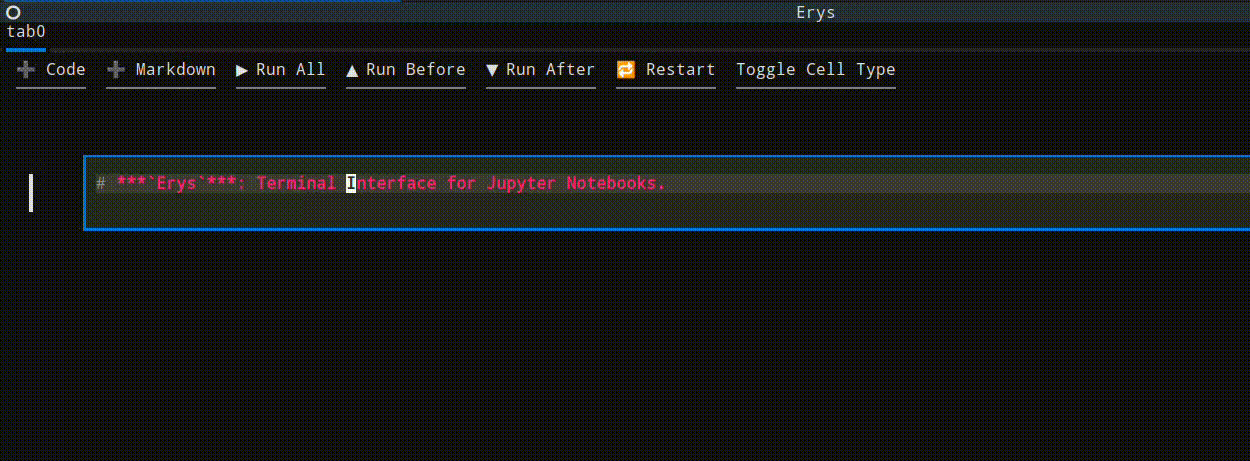 Erys
tab0
➕ Code ➕ Markdown ▶ Run All ▲ Run Before ▼ Run After 🔁 Restart Toggle Cell Type
# ***`Erys`***: Terminal Interface for Jupyter Notebooks.